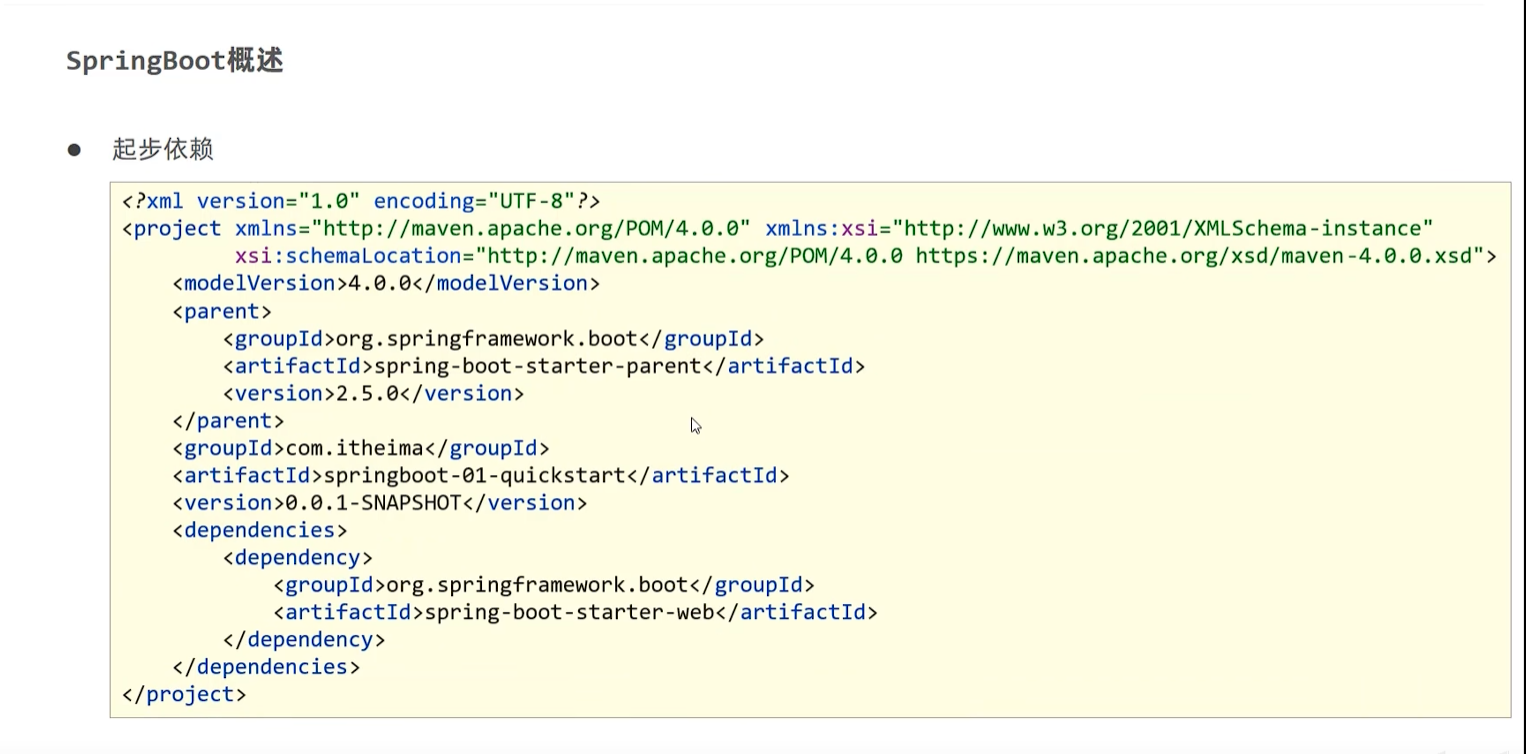 SpringBoot概述
● 起步依赖
<?xml version="1.0" encoding="UTF-8"?>
<project xmlns="http://maven.apache.org/POM/4.0.0" xmlns:xsi="http://www.w3.org/2001/XMLSchema-instance"
         xsi:schemaLocation="http://maven.apache.org/POM/4.0.0 https://maven.apache.org/xsd/maven-4.0.0.xsd">
    <modelVersion>4.0.0</modelVersion>
    <parent>
        <groupId>org.springframework.boot</groupId>
        <artifactId>spring-boot-starter-parent</artifactId>
        <version>2.5.0</version>
    </parent>
    <groupId>com.itheima</groupId>
    <artifactId>springboot-01-quickstart</artifactId>
    <version>0.0.1-SNAPSHOT</version>
    <dependencies>
        <dependency>
            <groupId>org.springframework.boot</groupId>
            <artifactId>spring-boot-starter-web</artifactId>
        </dependency>
    </dependencies>
</project>